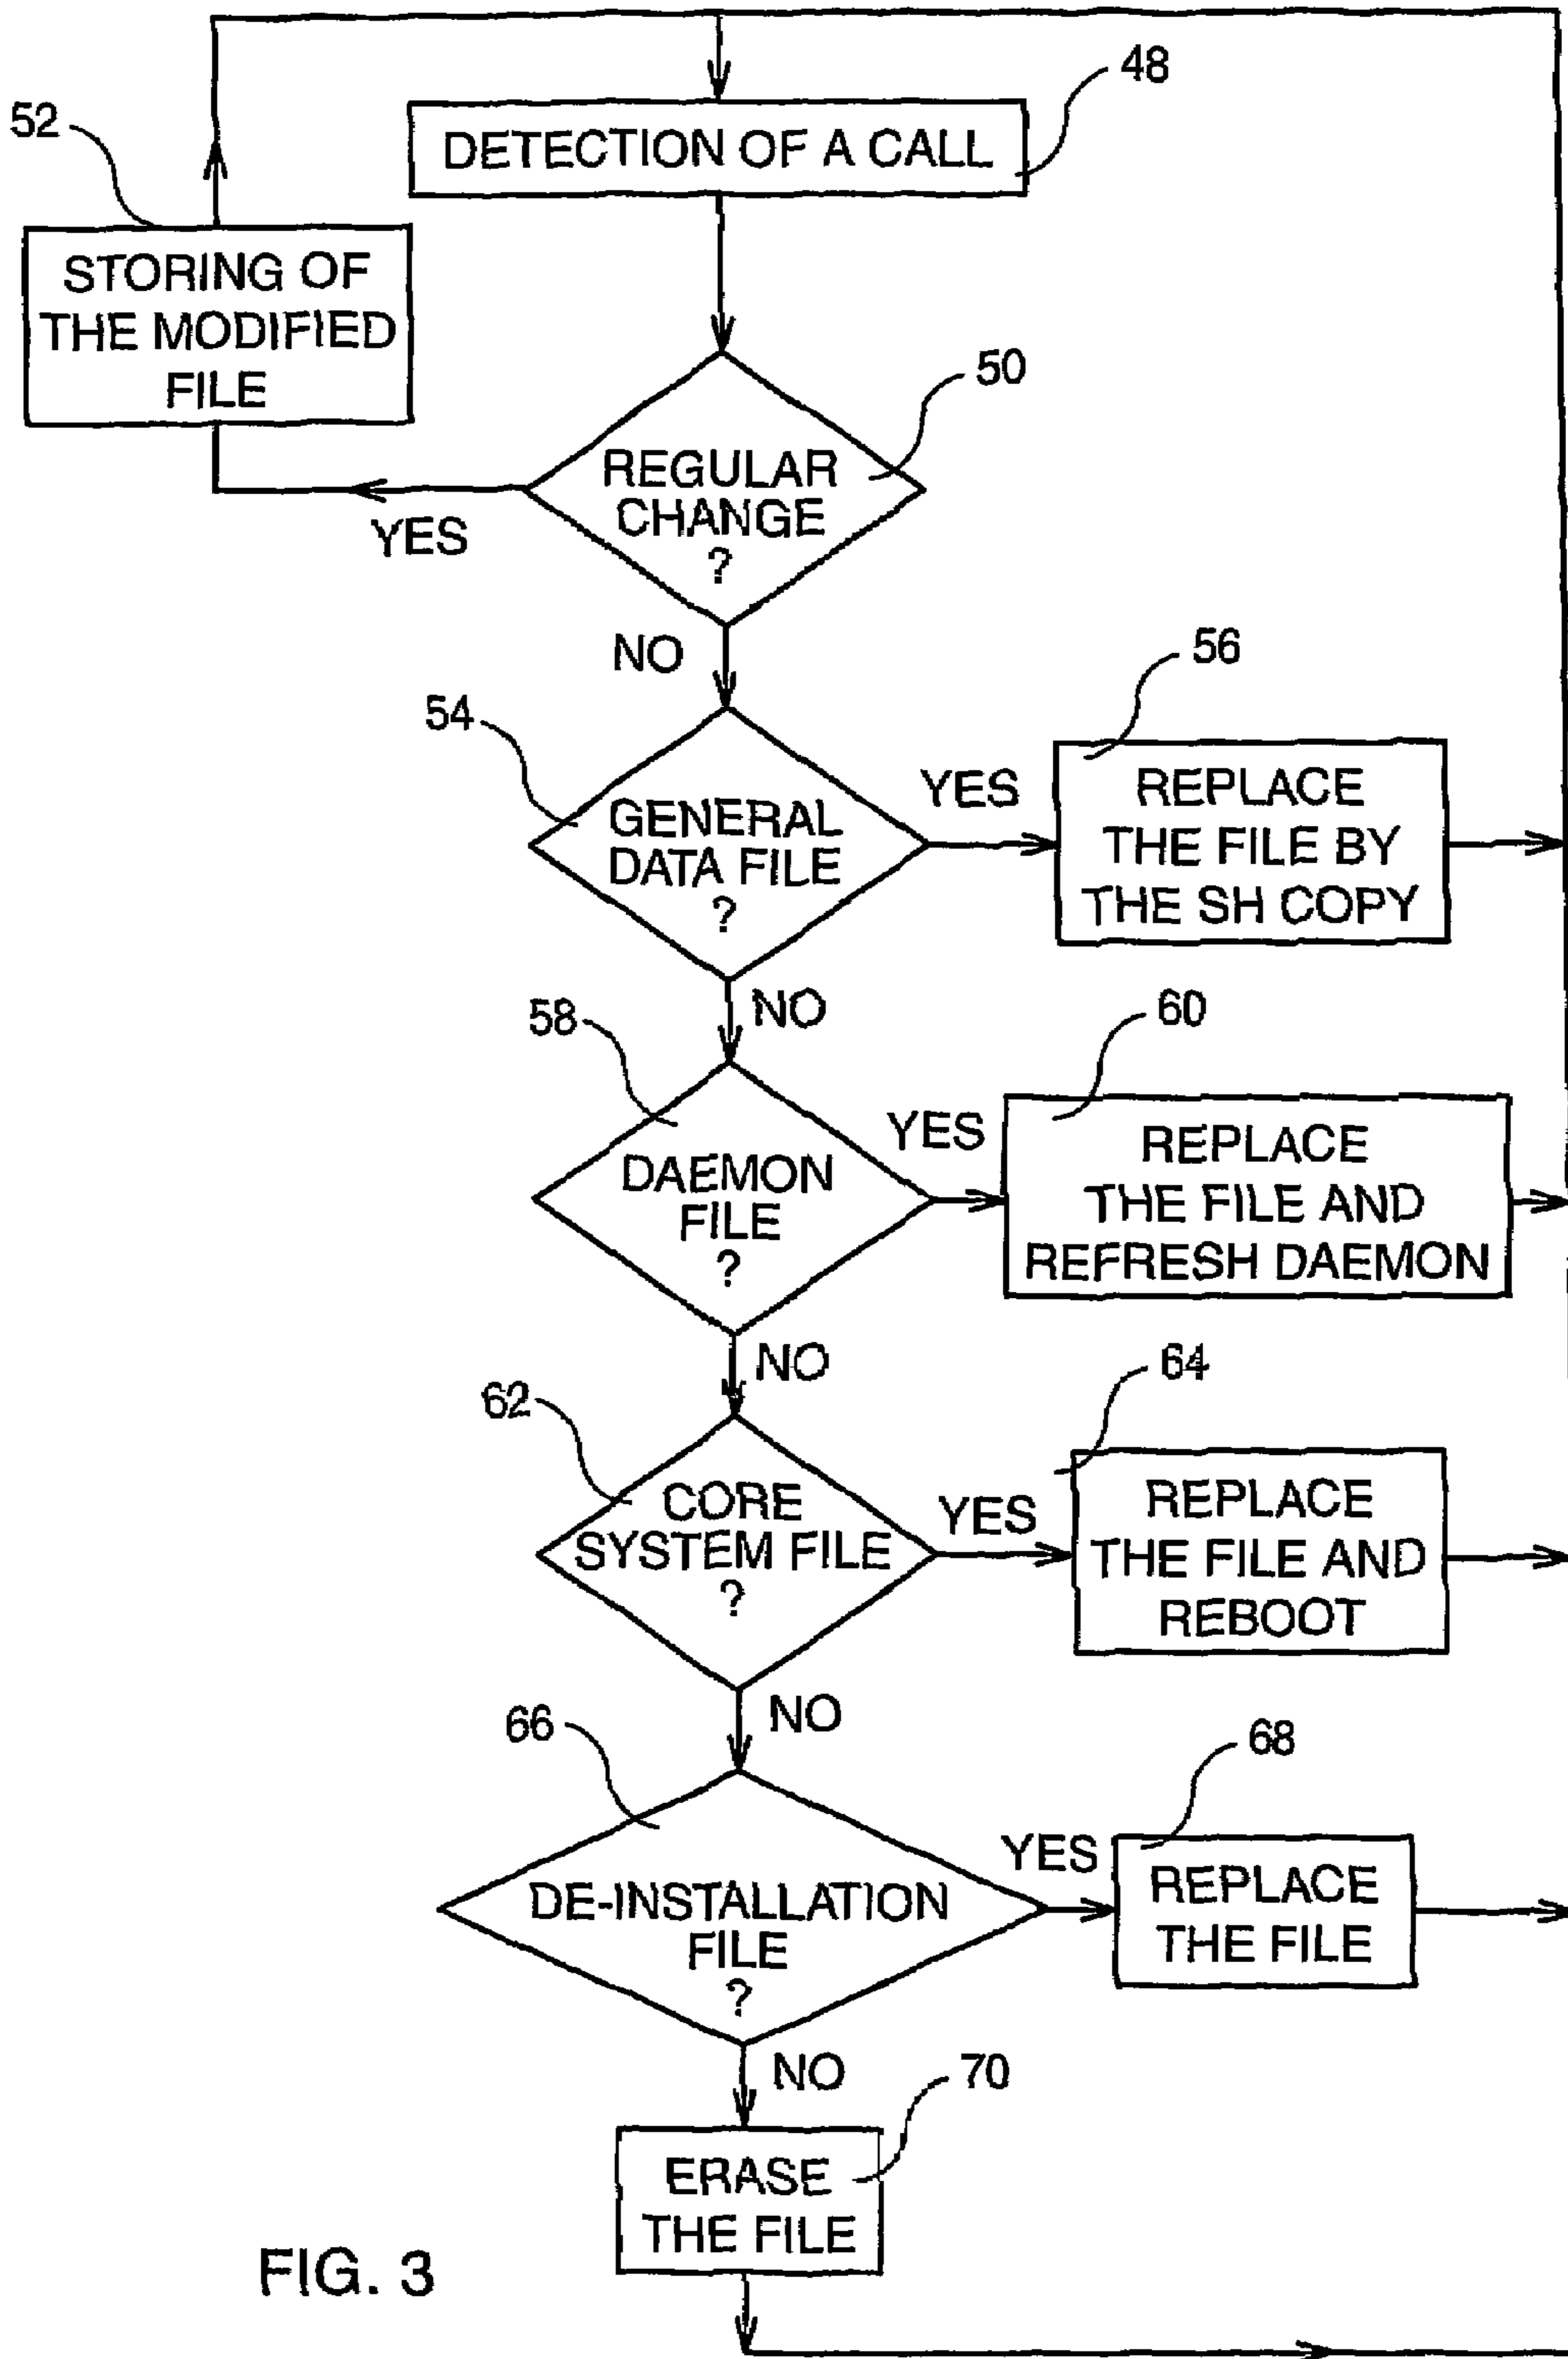 48
DETECTION OF A CALL
52
STORING OF
THE MODIFIED
FILE
50
REGULAR
CHANGE
?
YES
NO
54
GENERAL
DATA FILE
?
YES
56
REPLACE
THE FILE BY
THE SH COPY
NO
58
DAEMON
FILE
?
YES
60
REPLACE
THE FILE AND
REFRESH DAEMON
NO
62
CORE
SYSTEM FILE
?
YES
64
REPLACE
THE FILE AND
REBOOT
NO
66
DE-INSTALLATION
FILE
?
YES
68
REPLACE
THE FILE
NO
70
ERASE
THE FILE
FIG. 3